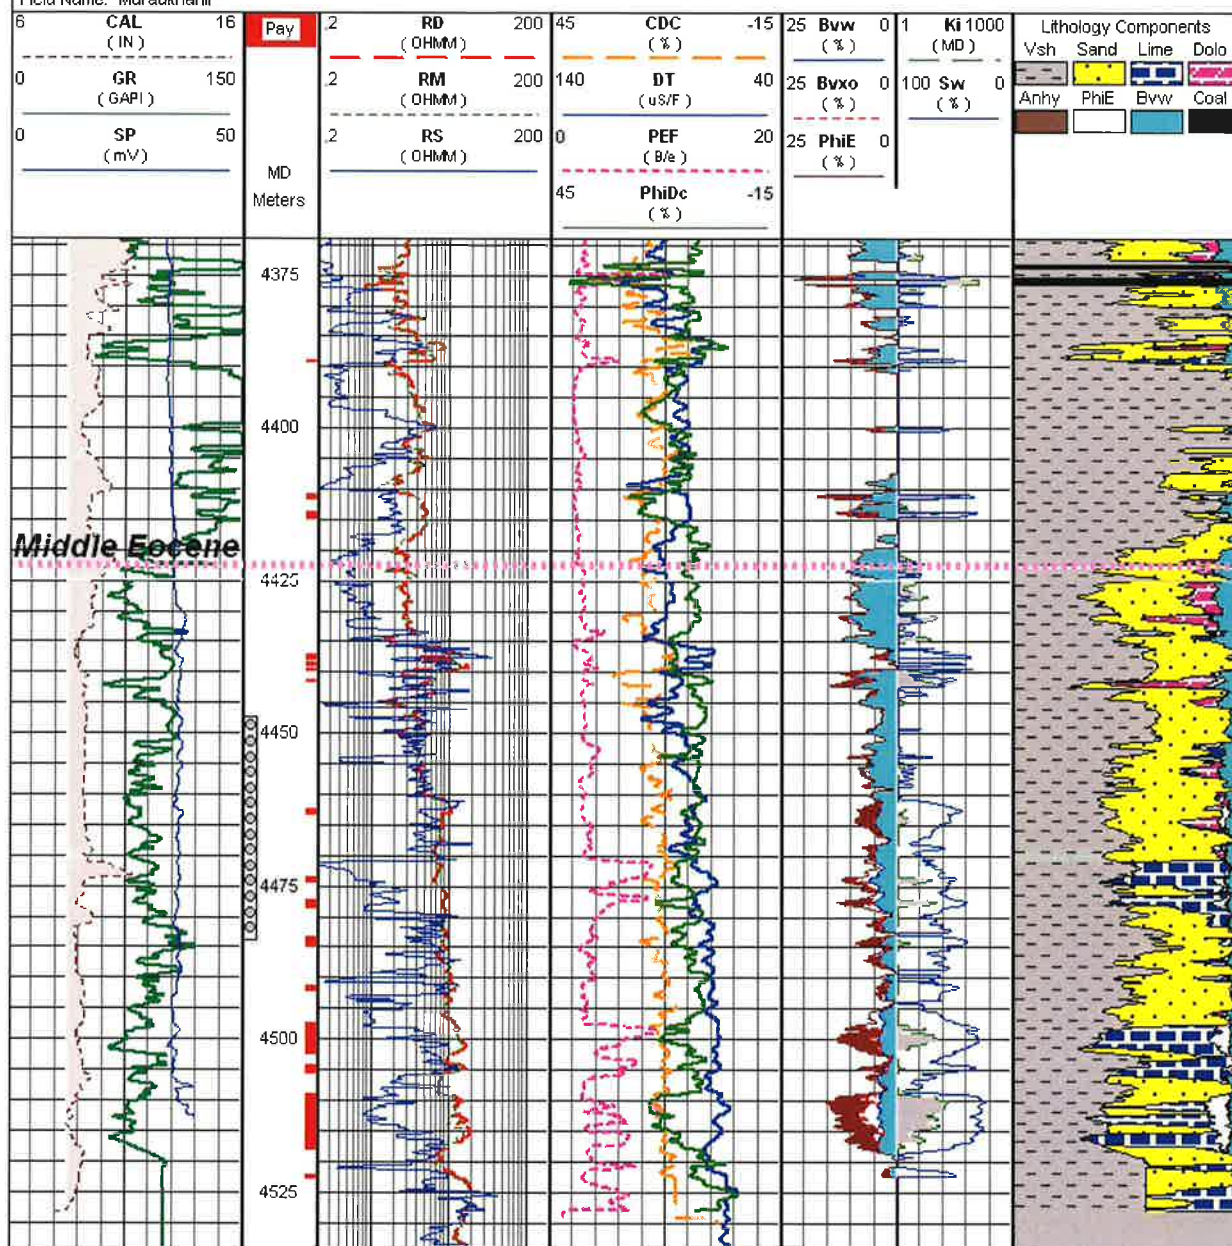 Field Name: Muradkhanli
6 CAL 16
( IN )
0 GR 150
( GAPI )
0 SP 50
( mV )
Pay
MD
Meters
.2 RD 200
( OHMM )
.2 RM 200
( OHMM )
.2 RS 200
( OHMM )
45 CDC -15
( % )
140 DT 40
( uS/F )
0 PEF 20
( B/e )
45 PhiDc -15
( % )
25 Bvw 0
( % )
25 Bvxo 0
( % )
25 PhiE 0
( % )
1 Ki 1000
( MD )
100 Sw 0
( % )
Lithology Components
Vsh Sand Lime Dolo
Anhy PhiE Bvw Coal
4375
4400
Middle Eocene
4425
4450
4475
4500
4525